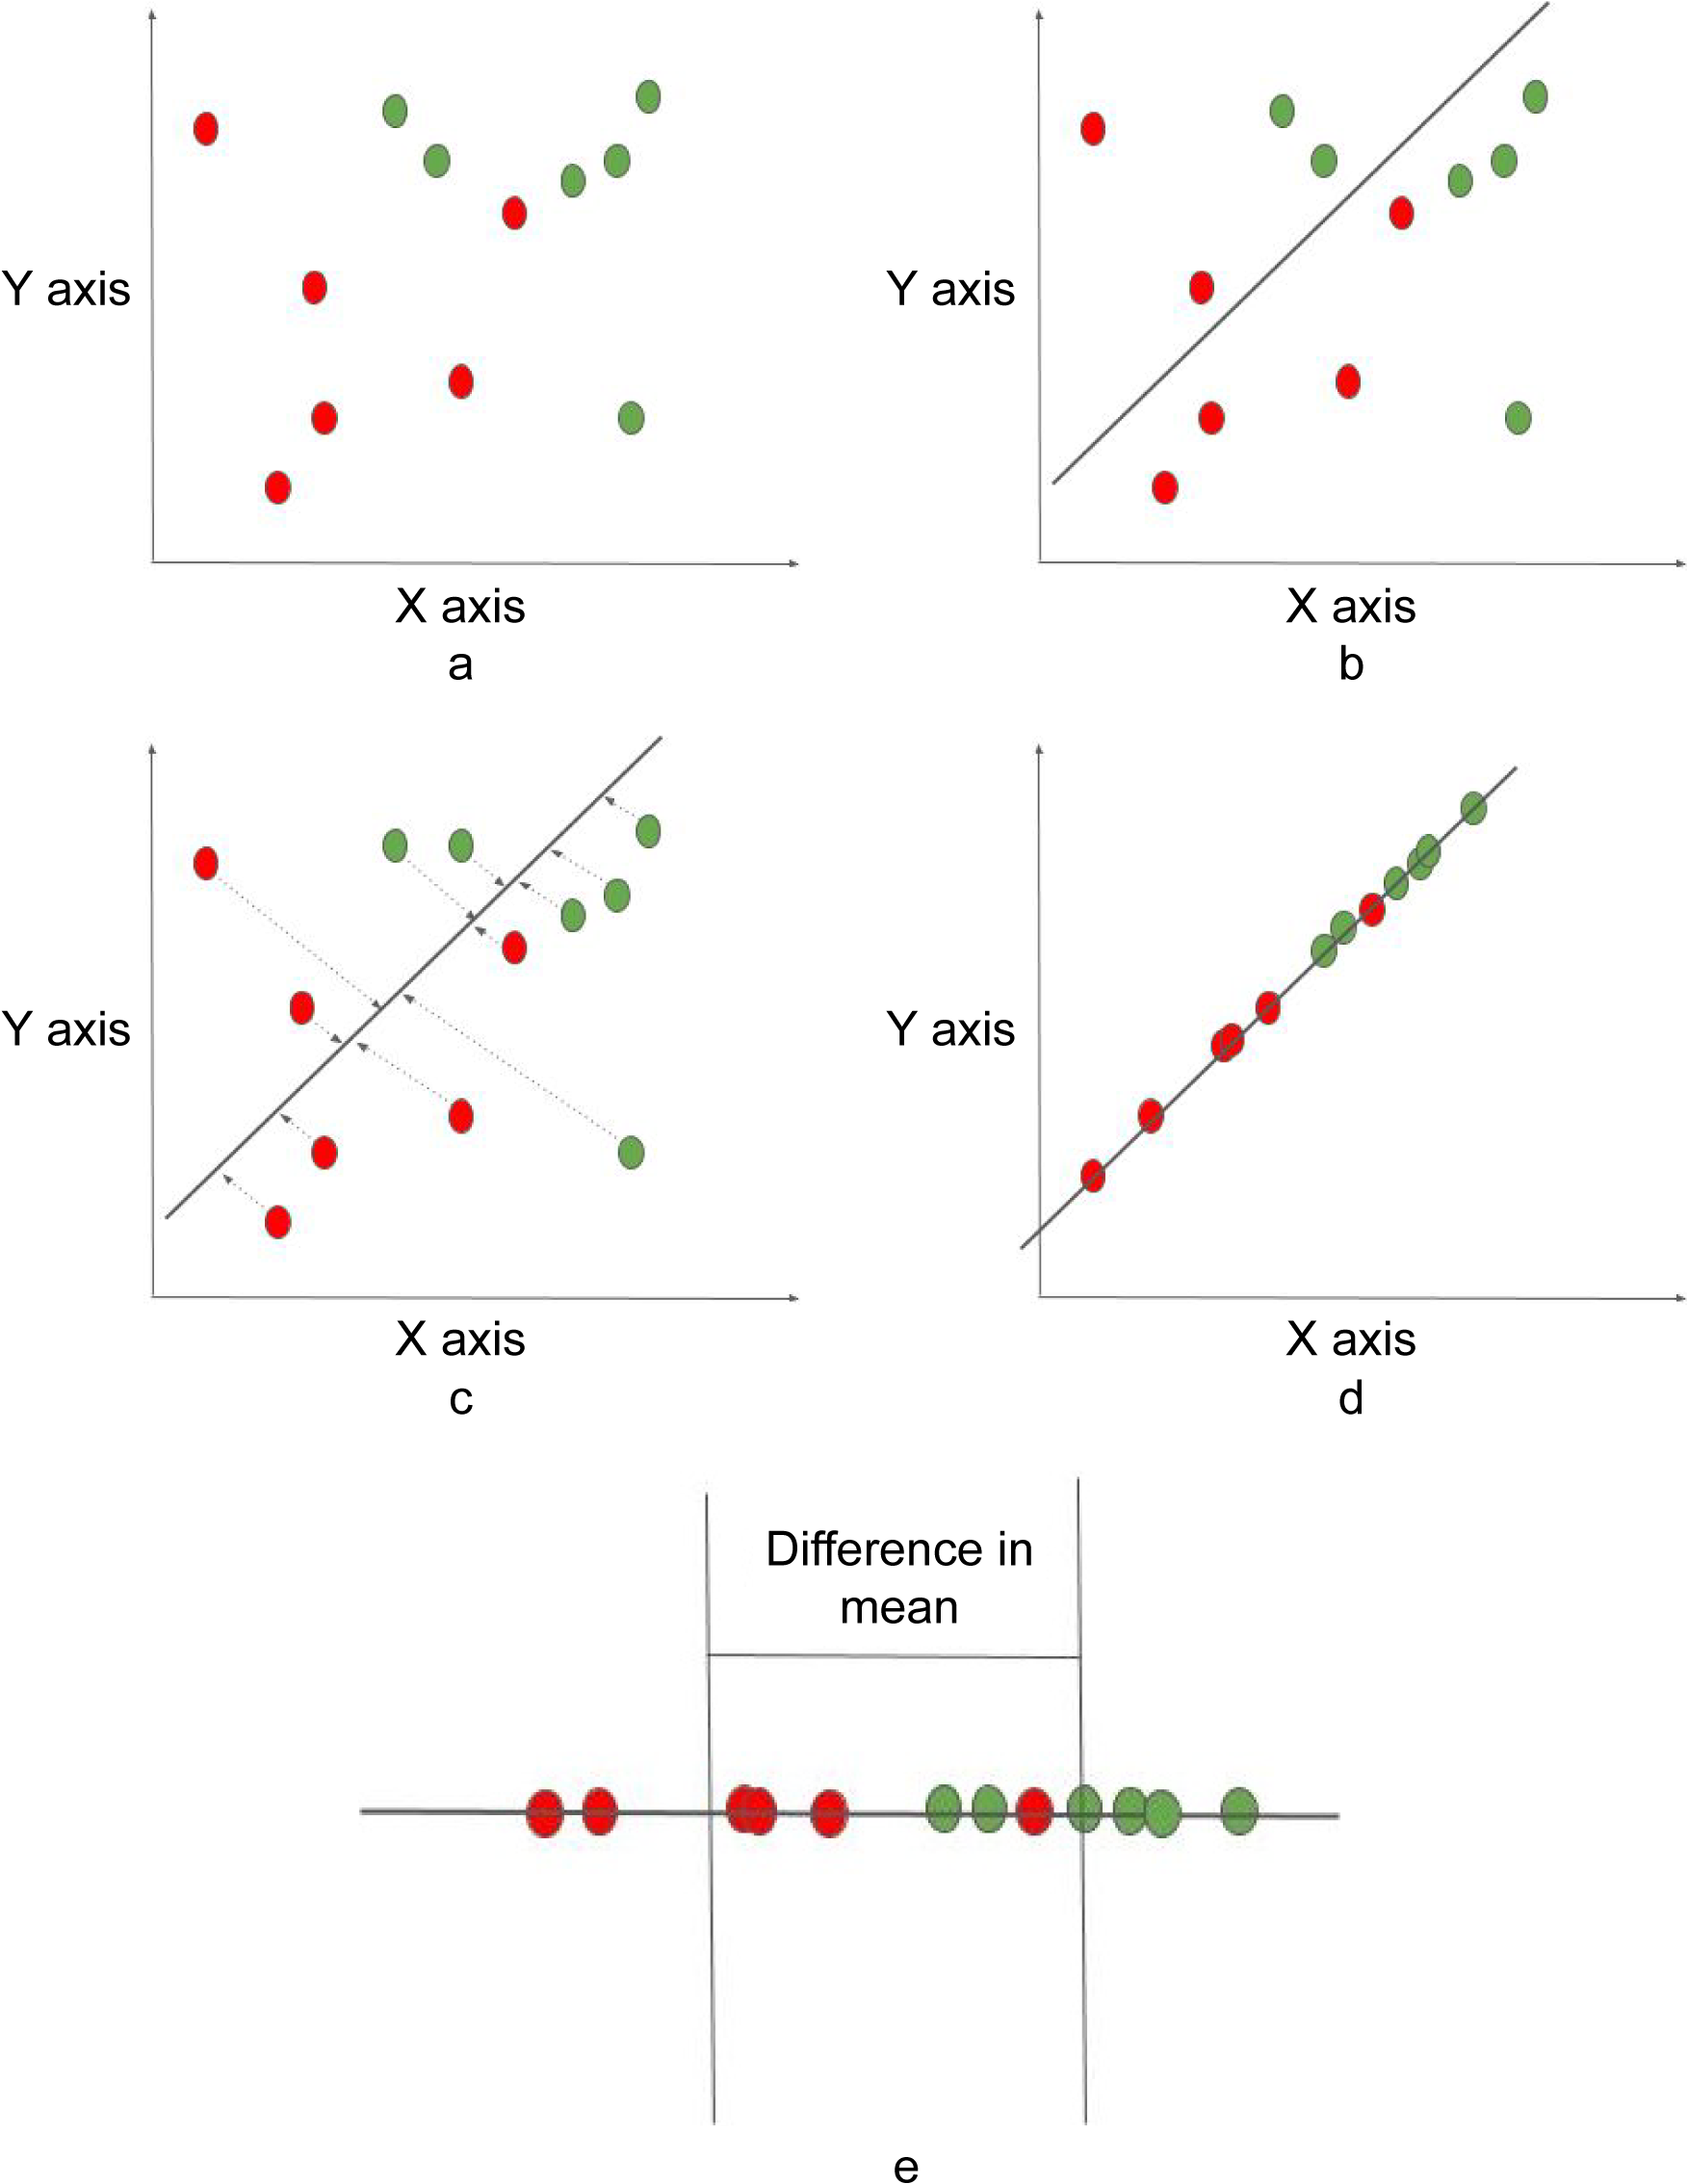 Y axis
X axis
a
Y axis
X axis
b
Y axis
X axis
c
Y axis
X axis
d
Difference in
mean
e